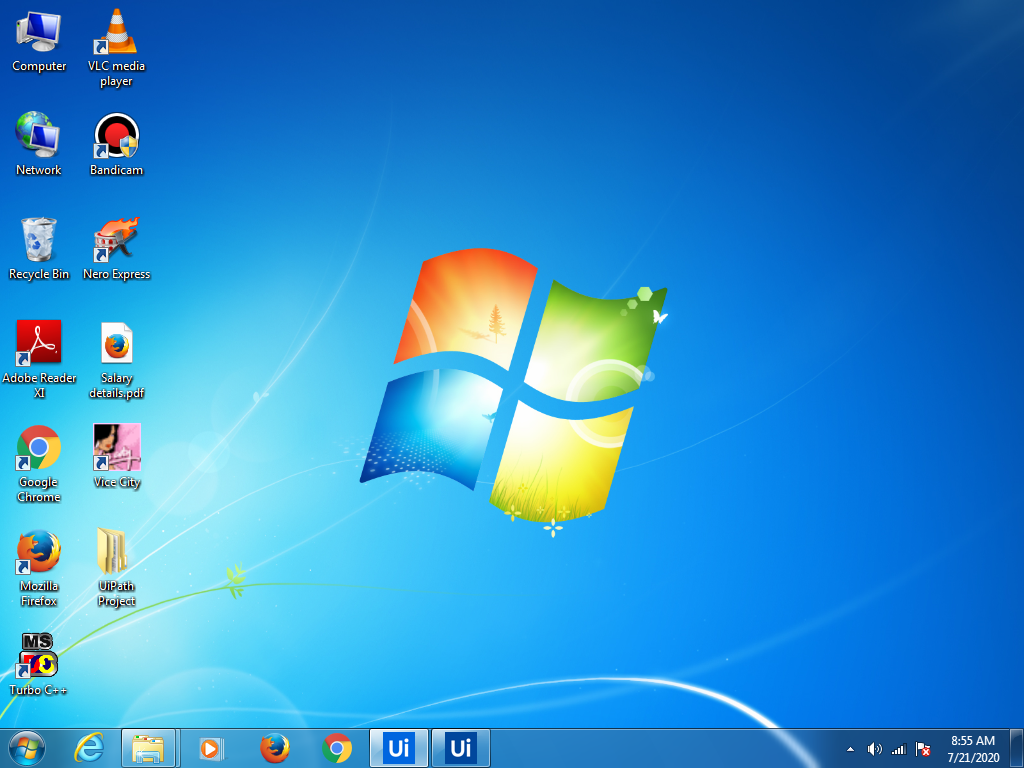 Computer
VLC media
player
Network
Bandicam
Recycle Bin
Nero Express
Adobe Reader
XI
Salary
details.pdf
Google
Chrome
Vice City
Mozilla
Firefox
UiPath
Project
MS
Turbo C++
Ui
Ui
8:55 AM
7/21/2020